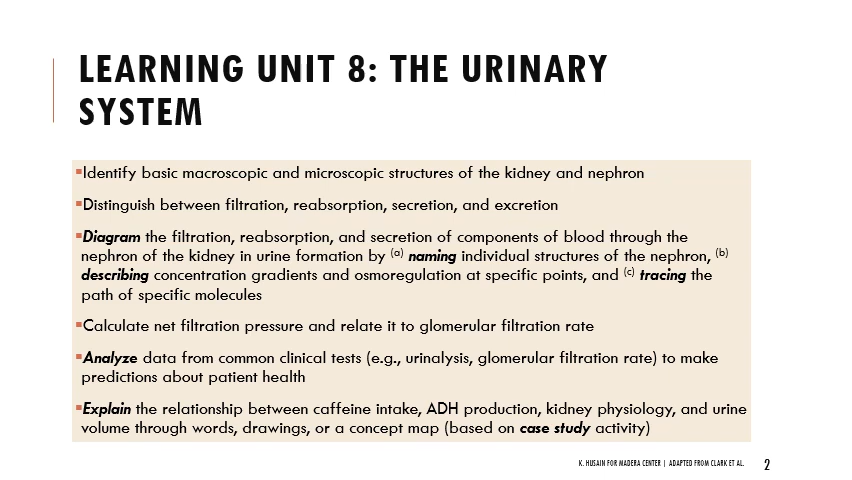 LEARNING UNIT 8: THE URINARY
SYSTEM
▪Identify basic macroscopic and microscopic structures of the kidney and nephron
▪Distinguish between filtration, reabsorption, secretion, and excretion
▪Diagram the filtration, reabsorption, and secretion of components of blood through the
nephron of the kidney in urine formation by (a) naming individual structures of the nephron, (b)
describing concentration gradients and osmoregulation at specific points, and (c) tracing the
path of specific molecules
▪Calculate net filtration pressure and relate it to glomerular filtration rate
▪Analyze data from common clinical tests (e.g., urinalysis, glomerular filtration rate) to make
predictions about patient health
▪Explain the relationship between caffeine intake, ADH production, kidney physiology, and urine
volume through words, drawings, or a concept map (based on case study activity)
K. HUSAIN FOR MADERA CENTER | ADAPTED FROM CLARK ET AL. 2